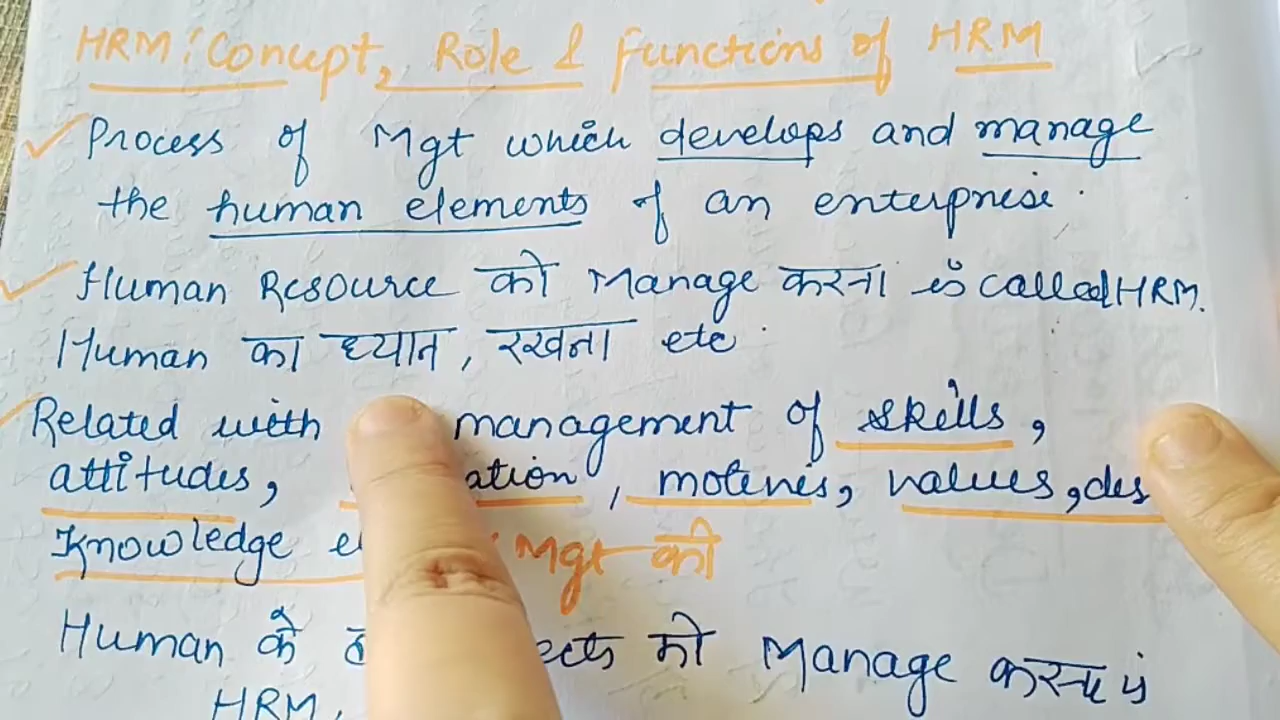 HRM: Concept, Role & Functions of HRM
Process of Mgt which develops and manage
the human elements of an enterprise.
Human Resource को Manage करना is called HRM.
Human का ध्यान, रखना etc.
Related with management of skills,
attitudes, motives, values,
Knowledge Mgt की
Human के को Manage करना is
HRM.